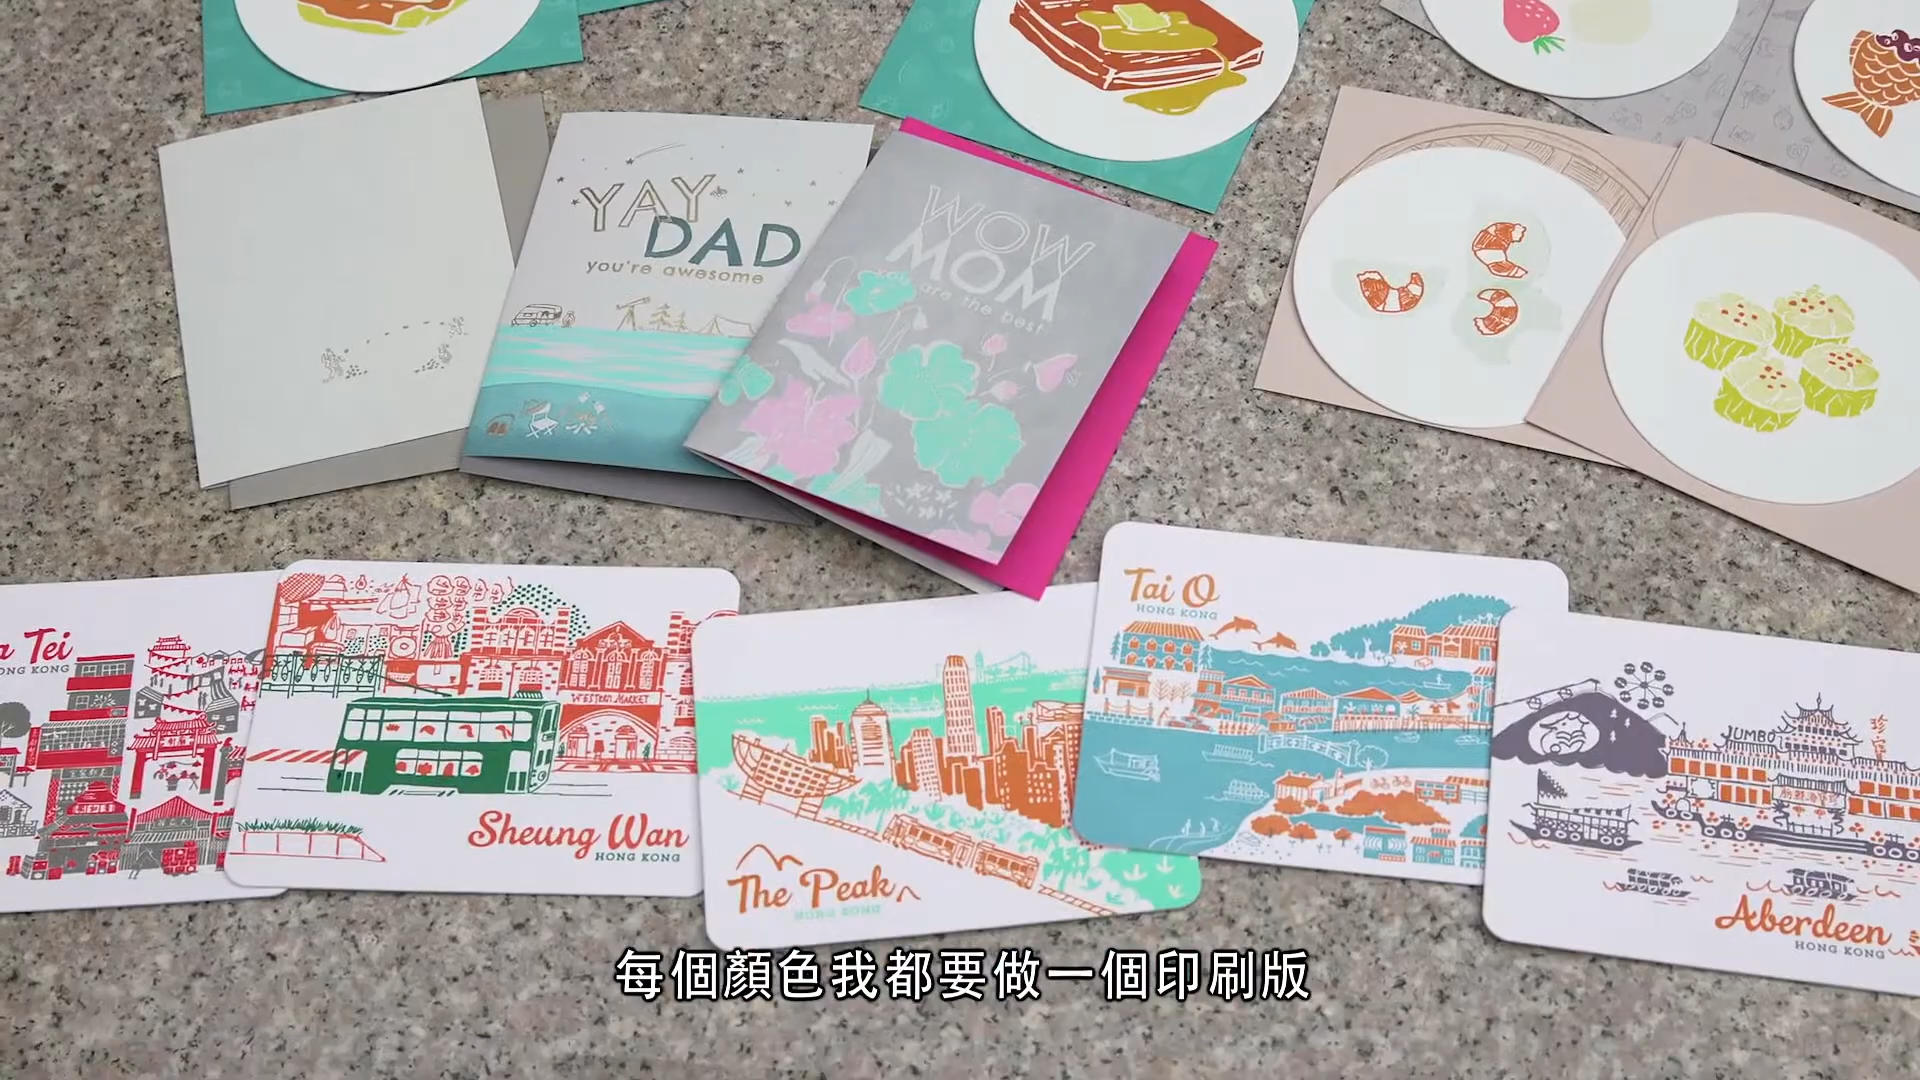 YAY
DAD
you're awesome
WOW
MOM
you are the best
a Tei
ONG KONG
WESTERN MARKET
Sheung Wan
HONG KONG
The Peak
HONG KONG
Tai O
HONG KONG
JUMBO
珍
Aberdeen
HONG KONG
每個顏色我都要做一個印刷版